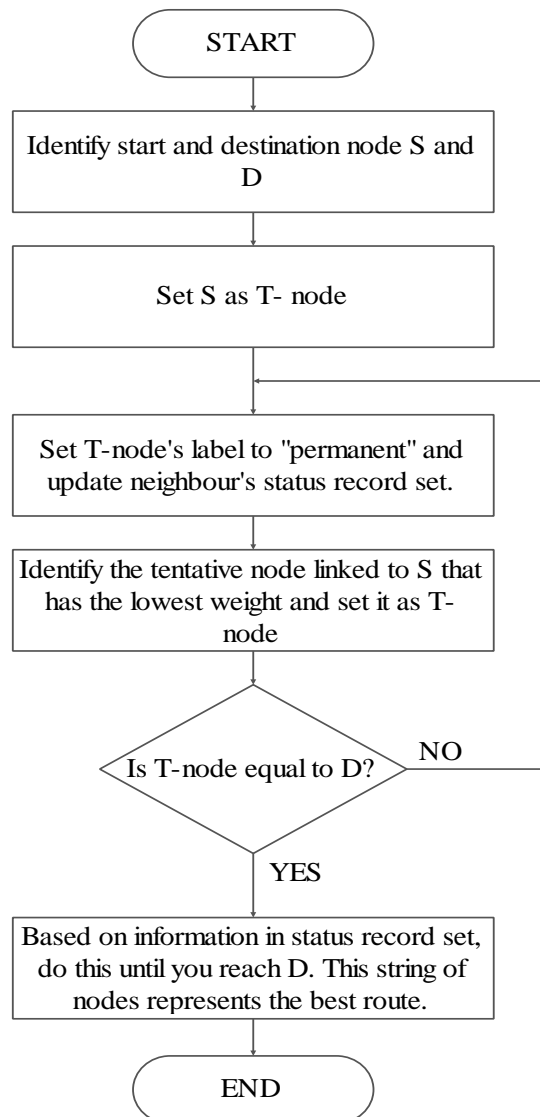 START
Identify start and destination node S and
D
Set S as T- node
Set T-node's label to "permanent" and
update neighbour's status record set.
Identify the tentative node linked to S that
has the lowest weight and set it as T-
node
Is T-node equal to D?
NO
YES
Based on information in status record set,
do this until you reach D. This string of
nodes represents the best route.
END